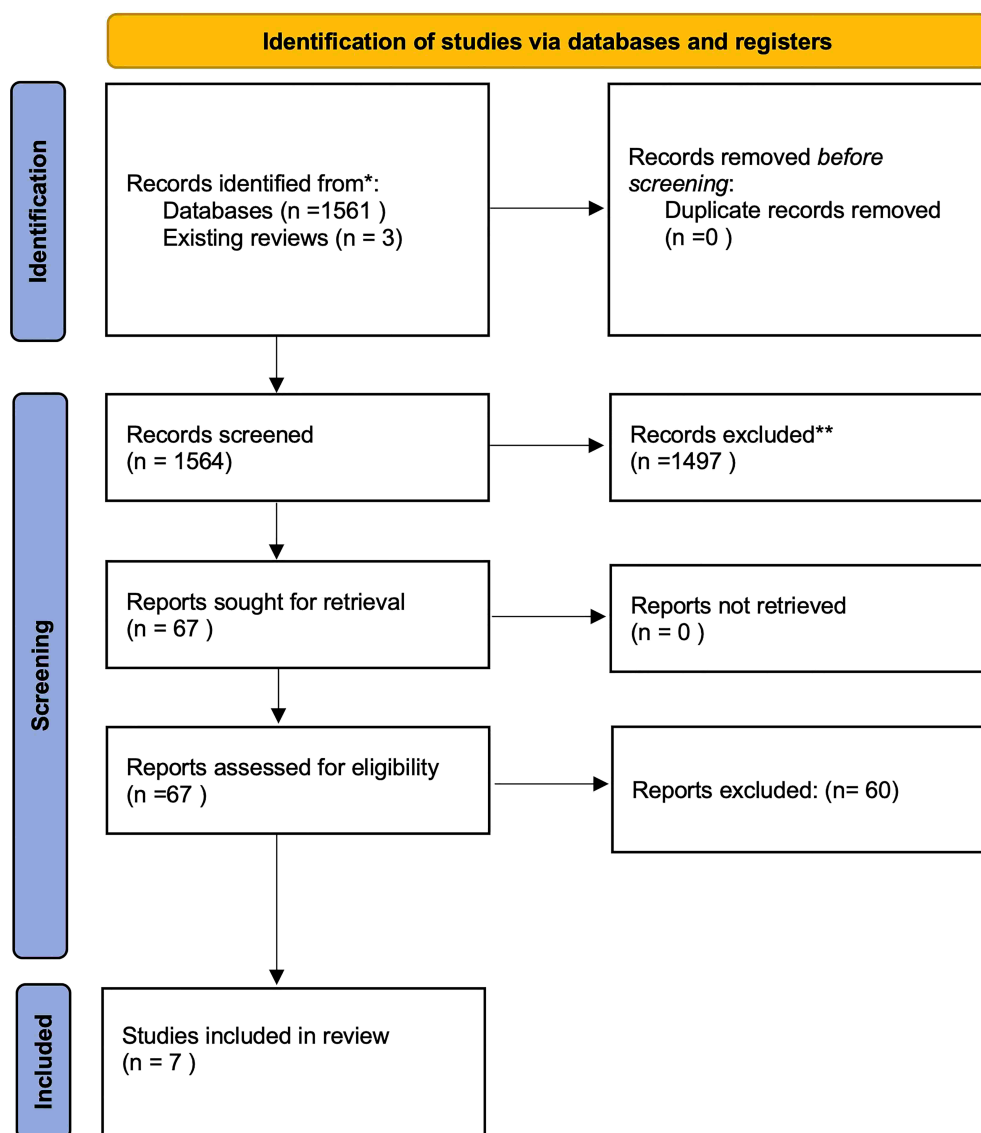 Identification of studies via databases and registers
Identification
Records identified from*:
Databases (n =1561 )
Existing reviews (n = 3)
Records removed before
screening:
Duplicate records removed
(n =0 )
Screening
Records screened
(n = 1564)
Records excluded**
(n =1497 )
Reports sought for retrieval
(n = 67 )
Reports not retrieved
(n = 0 )
Reports assessed for eligibility
(n =67 )
Reports excluded: (n= 60)
Included
Studies included in review
(n = 7 )